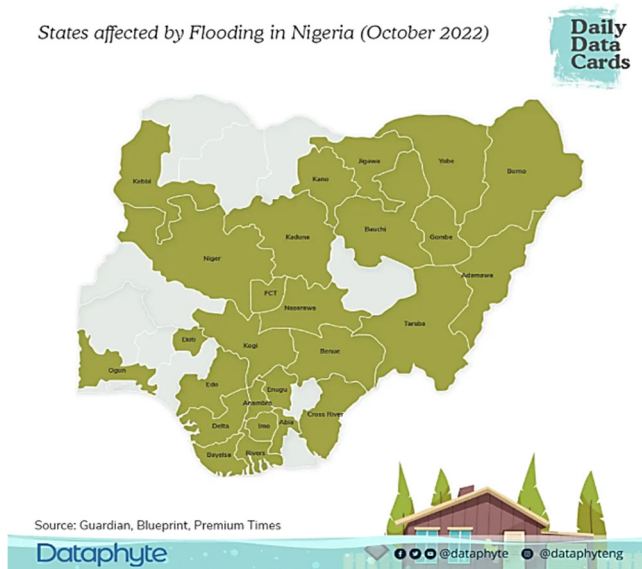 States affected by Flooding in Nigeria (October 2022)
Daily
Data
Cards
Kebbi
Kano
Jigawa
Yobe
Borno
Niger
Kaduna
Bauchi
Gombe
Adamawa
FCT
Nasarawa
Taraba
Ekiti
Kogi
Benue
Ogun
Edo
Enugu
Anambra
Delta
Imo
Abia
Cross River
Bayelsa
Rivers
Source: Guardian, Blueprint, Premium Times
Dataphyte
@dataphyte @dataphyteng